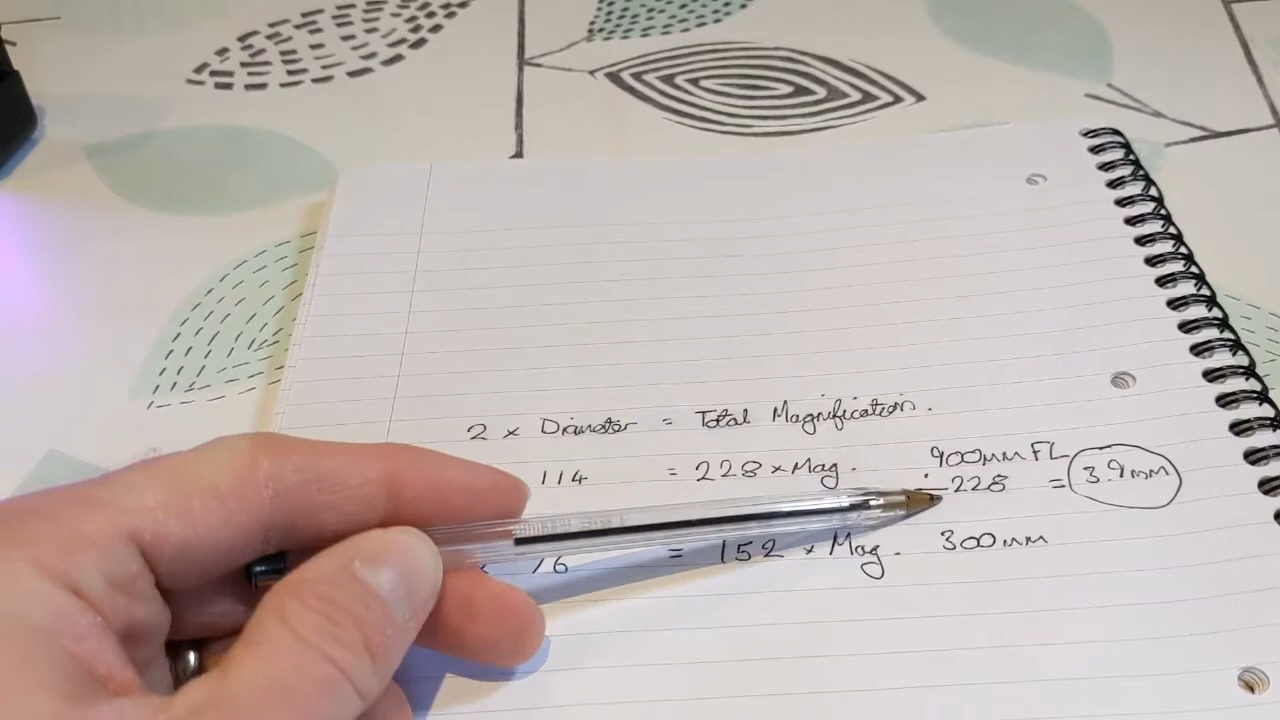 2 × Diameter = Total Magnification.
114 = 228 × Mag. 900mm FL
÷ 228 = 3.9mm
× 76 = 152 × Mag. 300mm